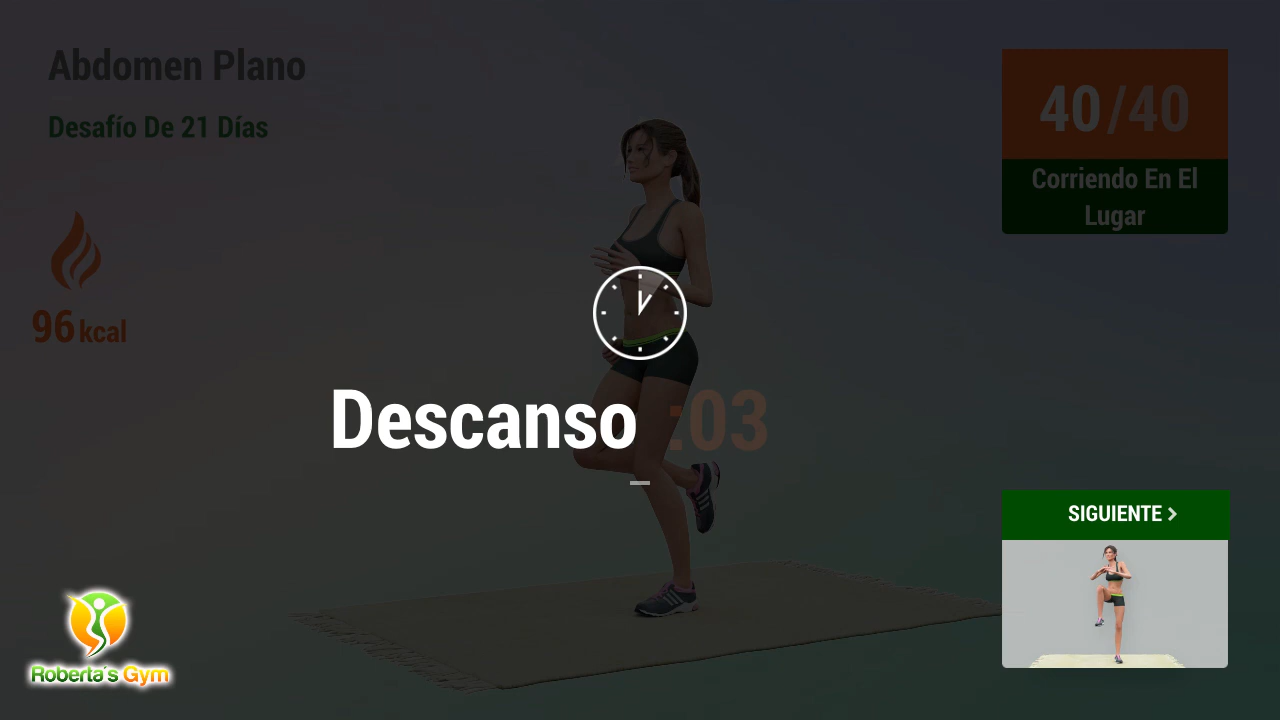 Abdomen Plano
Desafío De 21 Días
40/40
Corriendo En El
Lugar
96 kcal
Descanso :03
SIGUIENTE >
Roberta's Gym